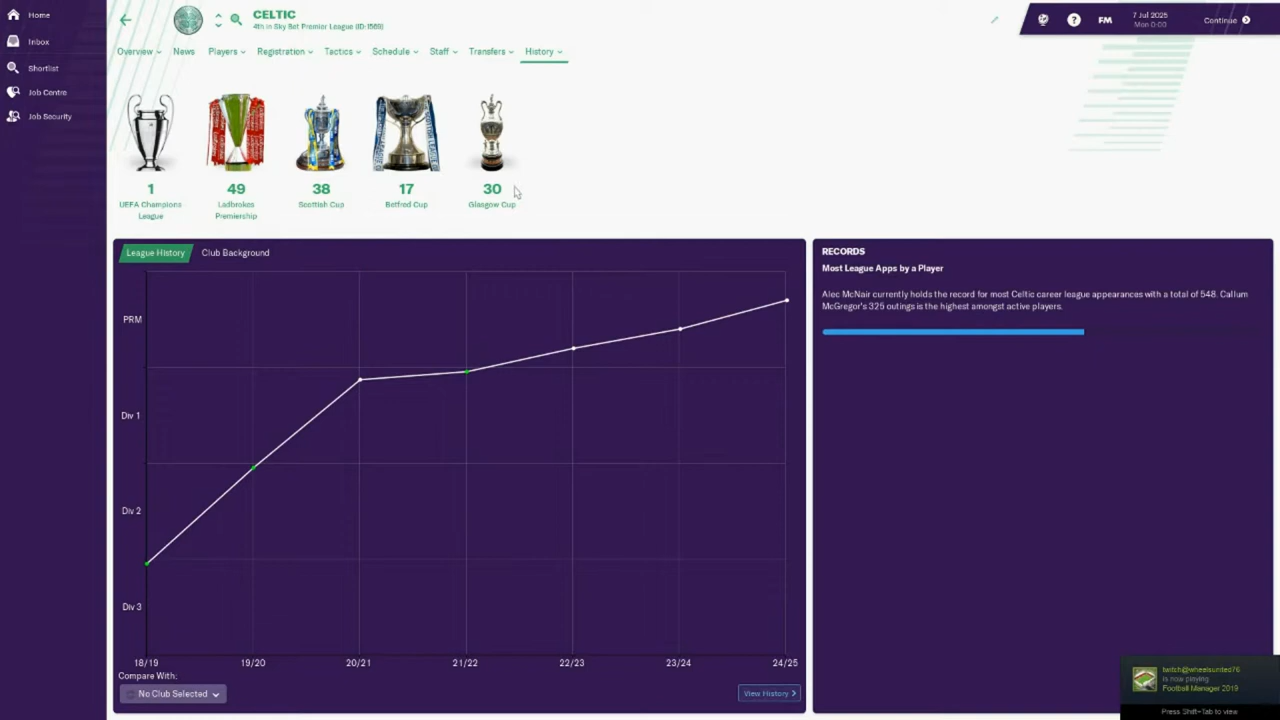 Home
Inbox
Shortlist
Job Centre
Job Security
CELTIC
4th in Sky Bet Premier League (ID:1569)
FM
7 Jul 2025
Mon 0:00
Continue
Overview
News
Players
Registration
Tactics
Schedule
Staff
Transfers
History
1
UEFA Champions
League
49
Ladbrokes
Premiership
38
Scottish Cup
17
Betfred Cup
30
Glasgow Cup
League History
Club Background
PRM
Div 1
Div 2
Div 3
18/19
19/20
20/21
21/22
22/23
23/24
24/25
Compare With:
No Club Selected
View History
RECORDS
Most League Apps by a Player
Alec McNair currently holds the record for most Celtic career league appearances with a total of 548. Callum
McGregor's 325 outings is the highest amongst active players.
twitch@wheelsunited76
is now playing
Football Manager 2019
Press Shift+Tab to view